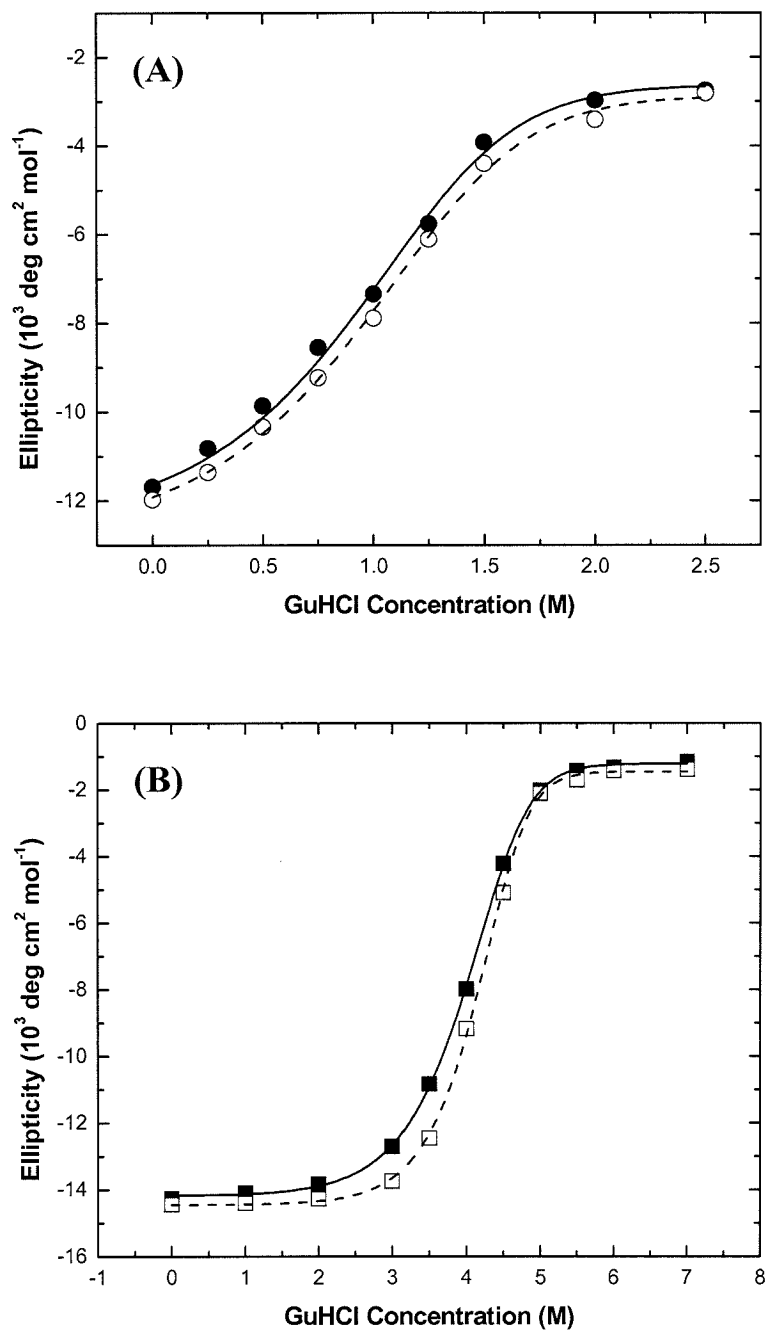 (A)
Ellipticity (10³ deg cm² mol⁻¹)
-2
-4
-6
-8
-10
-12
0.0 0.5 1.0 1.5 2.0 2.5
GuHCl Concentration (M)
(B)
Ellipticity (10³ deg cm² mol⁻¹)
0
-2
-4
-6
-8
-10
-12
-14
-16
-1 0 1 2 3 4 5 6 7 8
GuHCl Concentration (M)